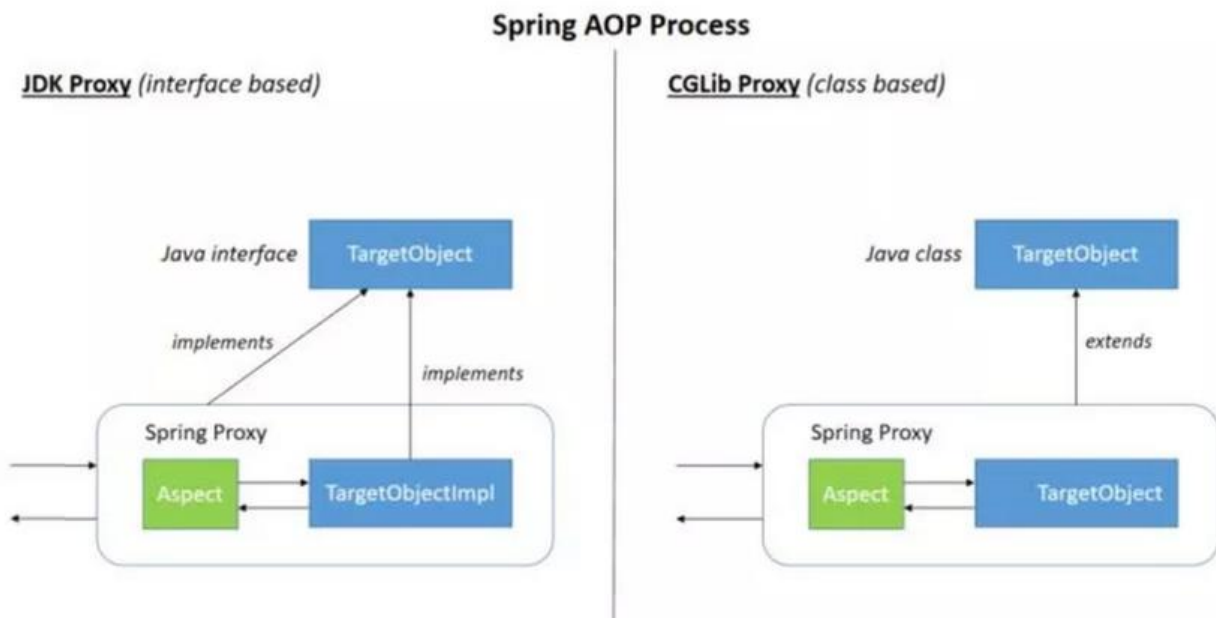 Spring AOP Process
JDK Proxy (interface based)
Java interface
TargetObject
implements
implements
Spring Proxy
Aspect
TargetObjectImpl
CGLib Proxy (class based)
Java class
TargetObject
extends
Spring Proxy
Aspect
TargetObject